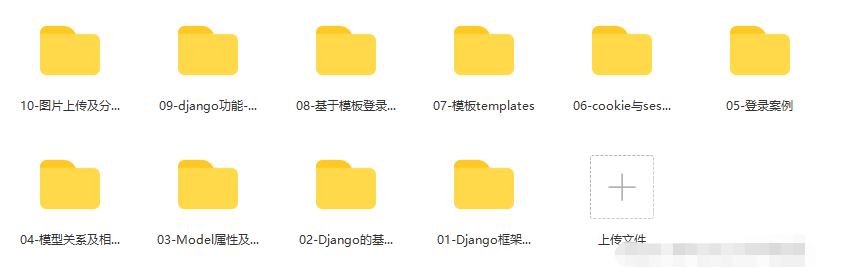 10-图片上传及分...
09-django功能-...
08-基于模板登录...
07-模板templates
06-cookie与ses...
05-登录案例
04-模型关系及相...
03-Model属性及...
02-Django的基...
01-Django框架...
上传文件